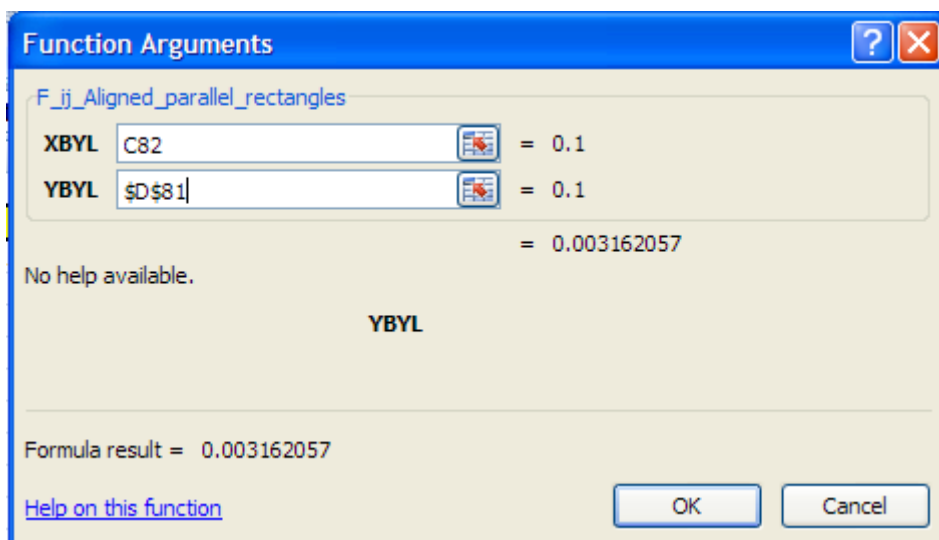 Function Arguments
F_ij_Aligned_parallel_rectangles
XBYL C82 = 0.1
YBYL $D$81 = 0.1
= 0.003162057
No help available.
YBYL
Formula result = 0.003162057
Help on this function OK Cancel